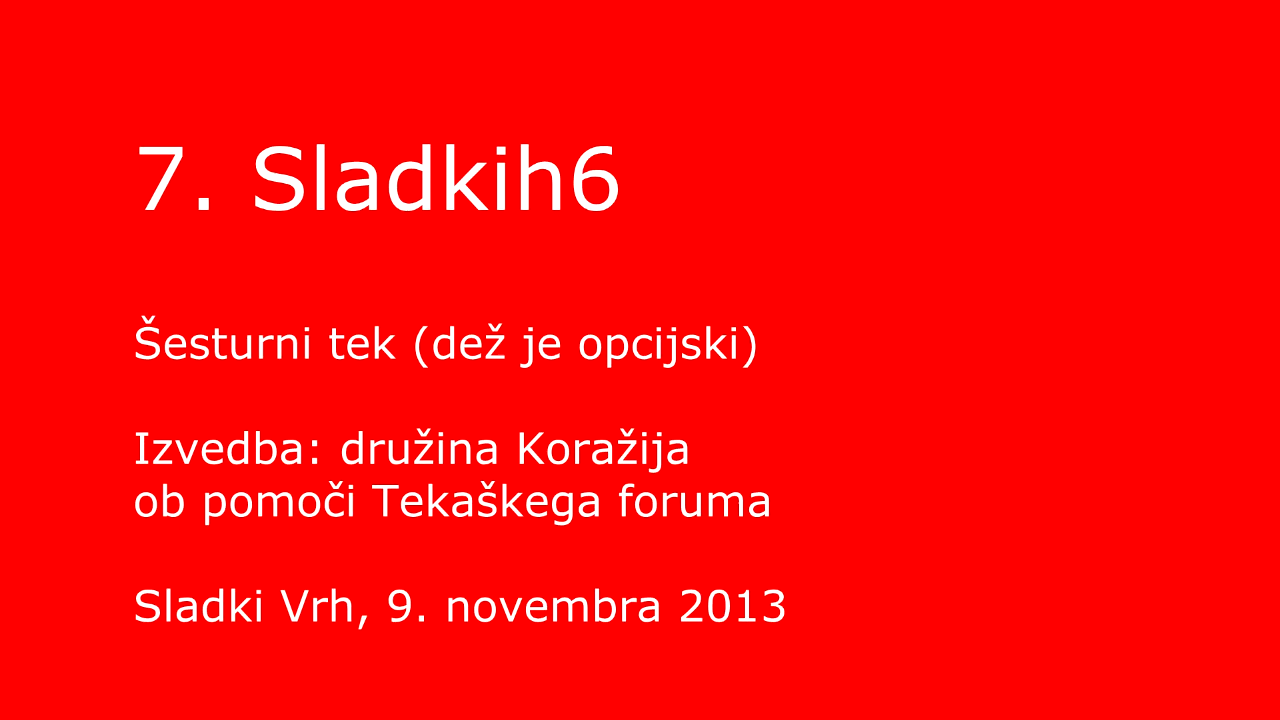 7. Sladkih6
Šesturni tek (dež je opcijski)
Izvedba: družina Koražija
ob pomoči Tekaškega foruma
Sladki Vrh, 9. novembra 2013